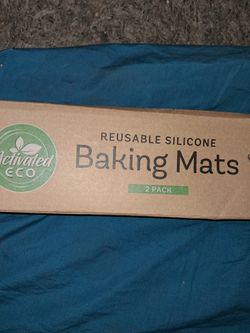 Activated
ECO
REUSABLE SILICONE
Baking Mats
2 PACK